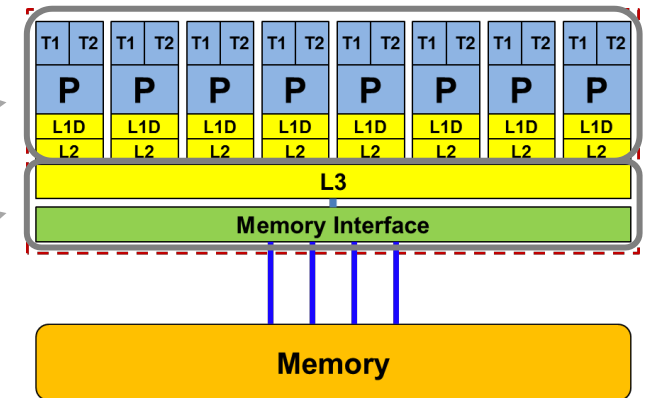 T1 T2 T1 T2 T1 T2 T1 T2 T1 T2 T1 T2 T1 T2 T1 T2
P P P P P P P P
L1D L1D L1D L1D L1D L1D L1D L1D
L2 L2 L2 L2 L2 L2 L2 L2
L3
Memory Interface
Memory